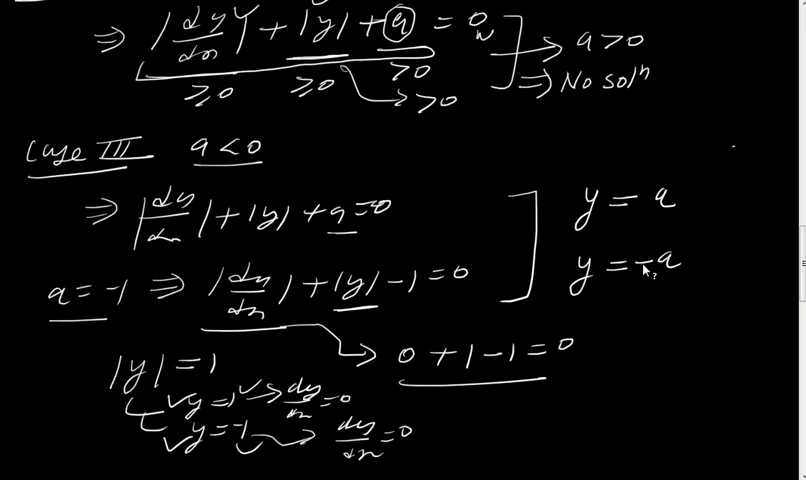 ⇒ |dy/dx| + |y| + a = 0
≥0 ≥0 >0
>0
→ a > 0
⇒ No solⁿ
Case III a < 0
⇒ |dy/dx| + |y| + a = 0
a = -1 ⇒ |dy/dx| + |y| - 1 = 0
y = a
y = -a
|y| = 1
→ 0 + 1 - 1 = 0
✓ y = 1 ✓ → dy/dx = 0
✓ y = -1 → dy/dx = 0